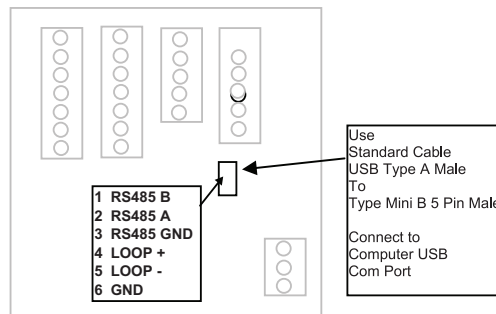 1 RS485 B
2 RS485 A
3 RS485 GND
4 LOOP +
5 LOOP -
6 GND
Use
Standard Cable
USB Type A Male
To
Type Mini B 5 Pin Male
Connect to
Computer USB
Com Port